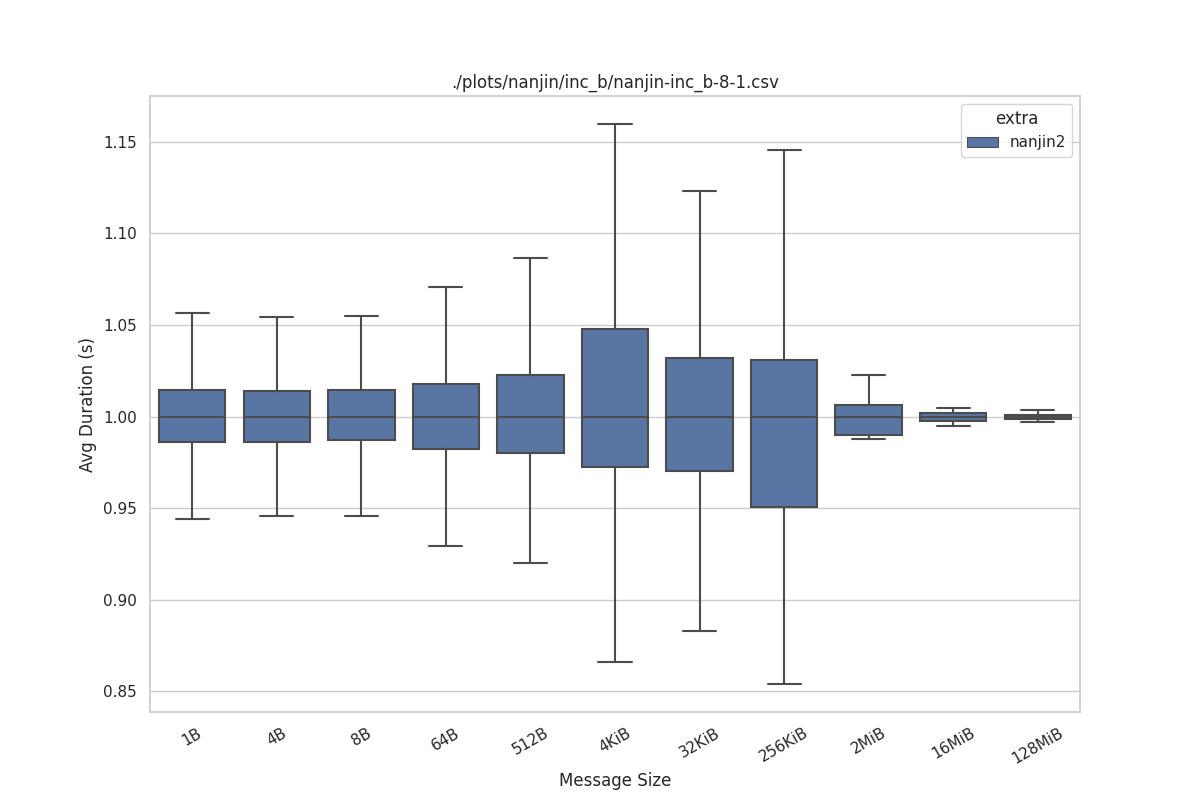 ./plots/nanjin/inc_b/nanjin-inc_b-8-1.csv
extra
nanjin2
Avg Duration (s)
1.15
1.10
1.05
1.00
0.95
0.90
0.85
1B
4B
8B
64B
512B
4KiB
32KiB
256KiB
2MiB
16MiB
128MiB
Message Size